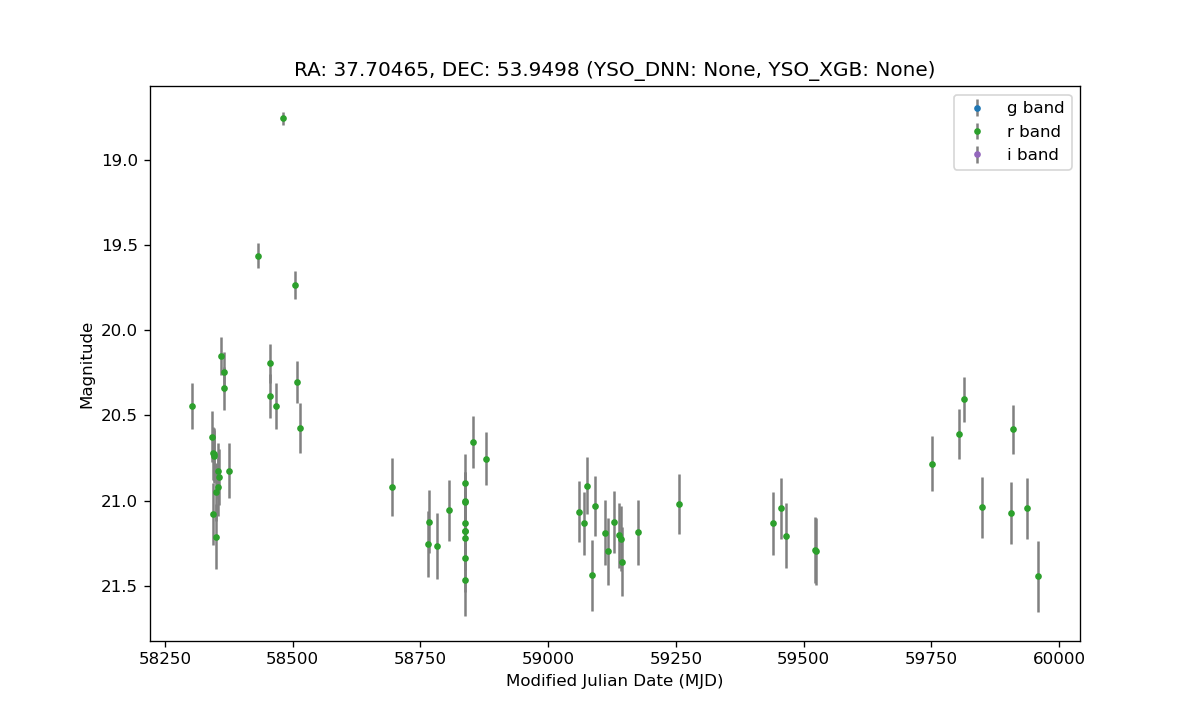 RA: 37.70465, DEC: 53.9498 (YSO_DNN: None, YSO_XGB: None)
g band
r band
i band
19.0
19.5
20.0
20.5
21.0
21.5
Magnitude
58250 58500 58750 59000 59250 59500 59750 60000
Modified Julian Date (MJD)